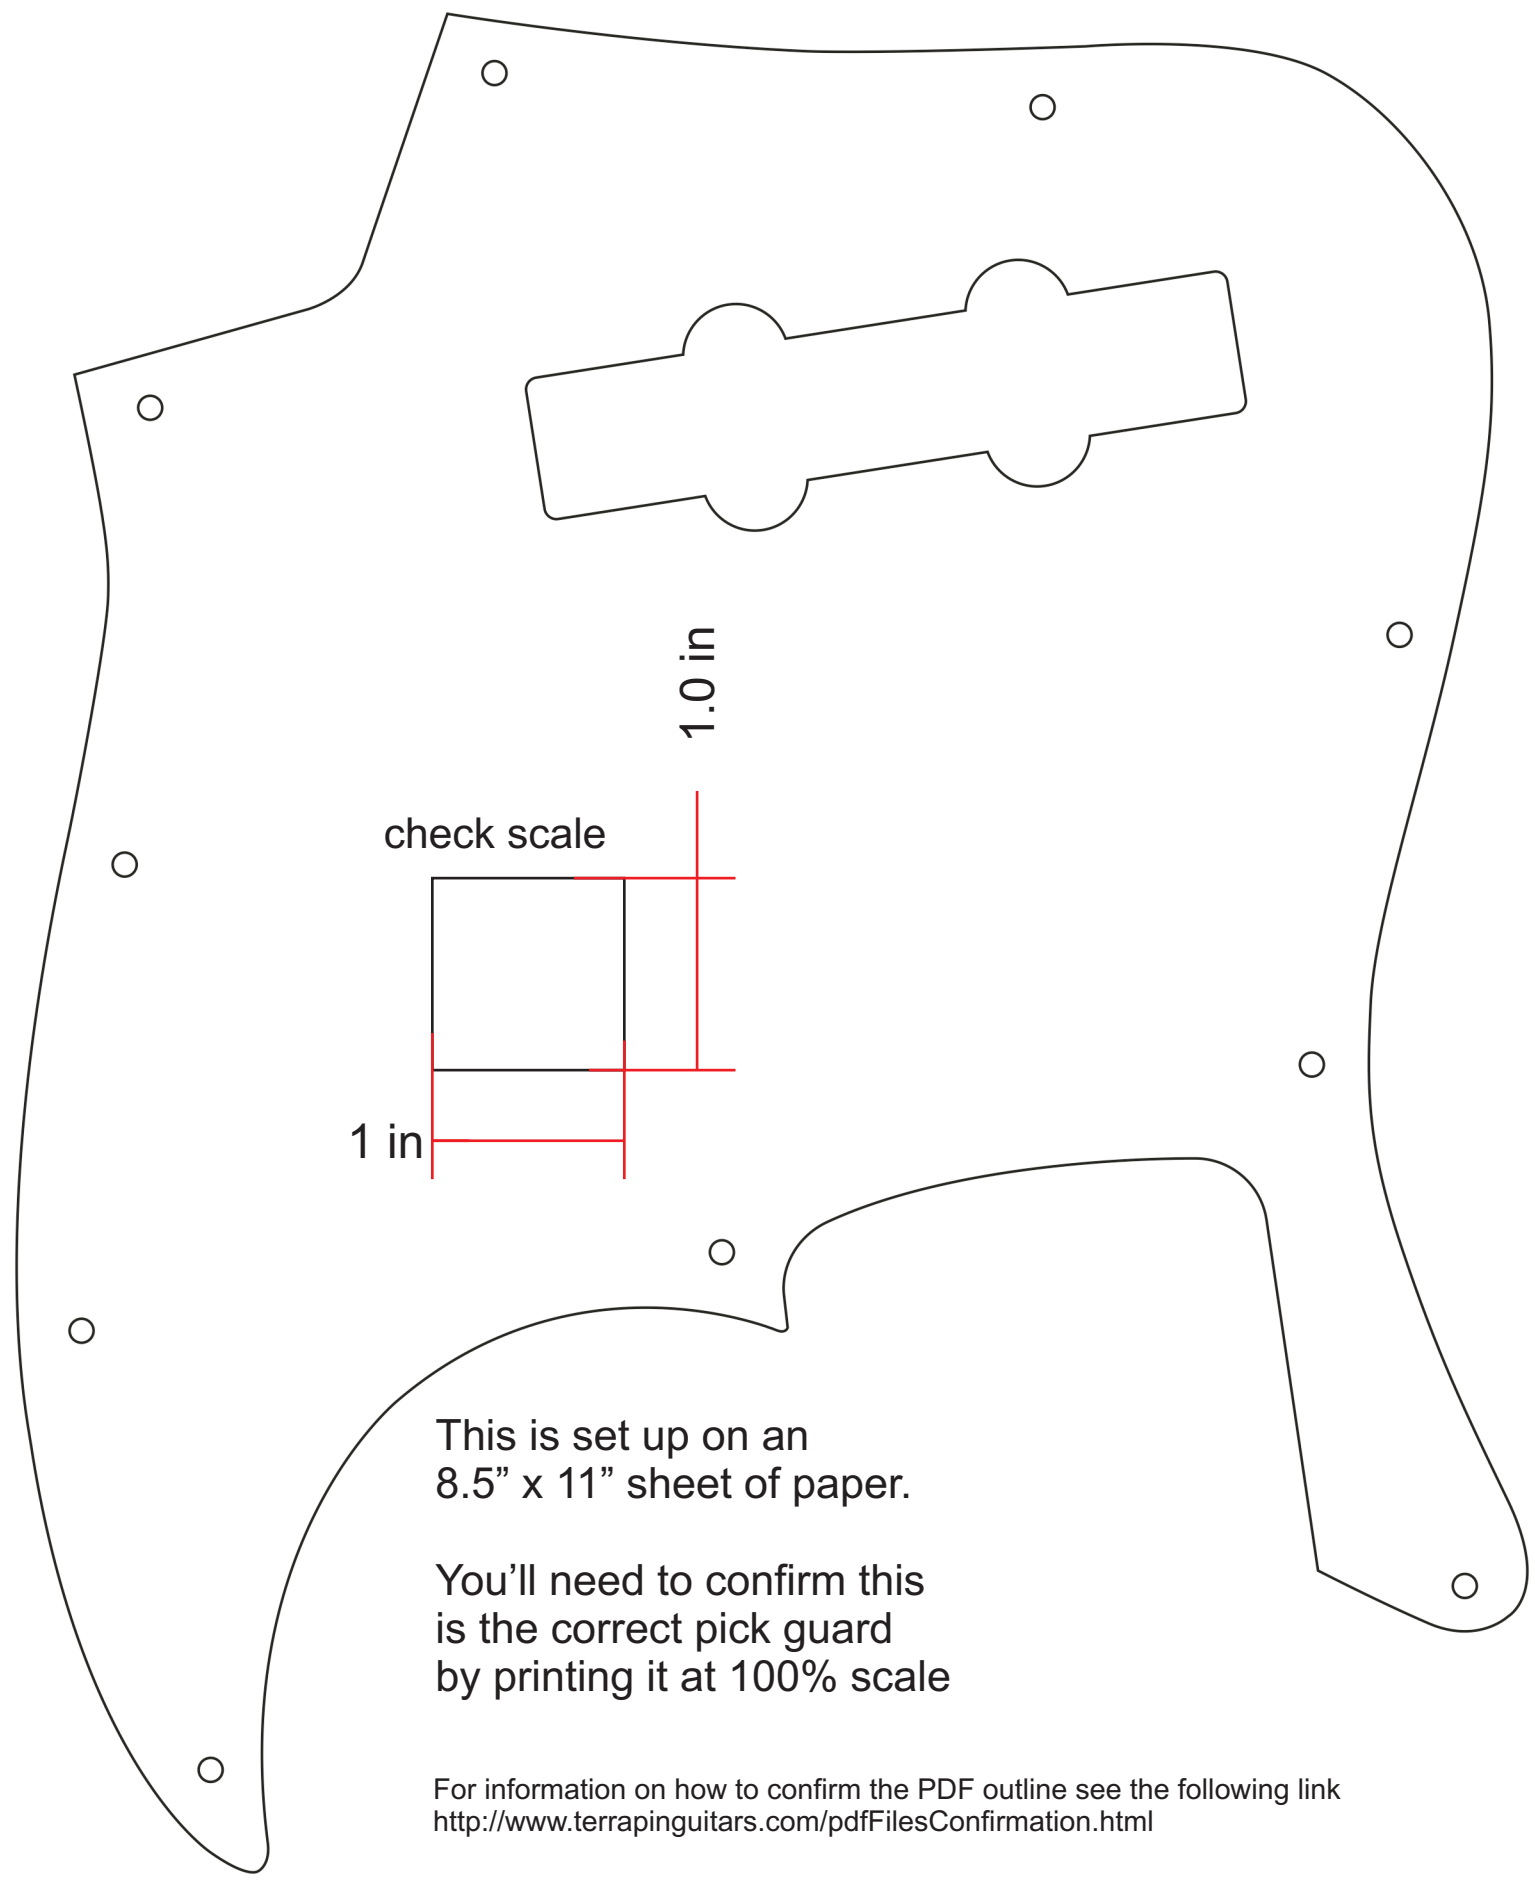 1.0 in
check scale
1 in
This is set up on an
8.5” x 11” sheet of paper.
You’ll need to confirm this
is the correct pick guard
by printing it at 100% scale
For information on how to confirm the PDF outline see the following link
http://www.terrapinguitars.com/pdfFilesConfirmation.html